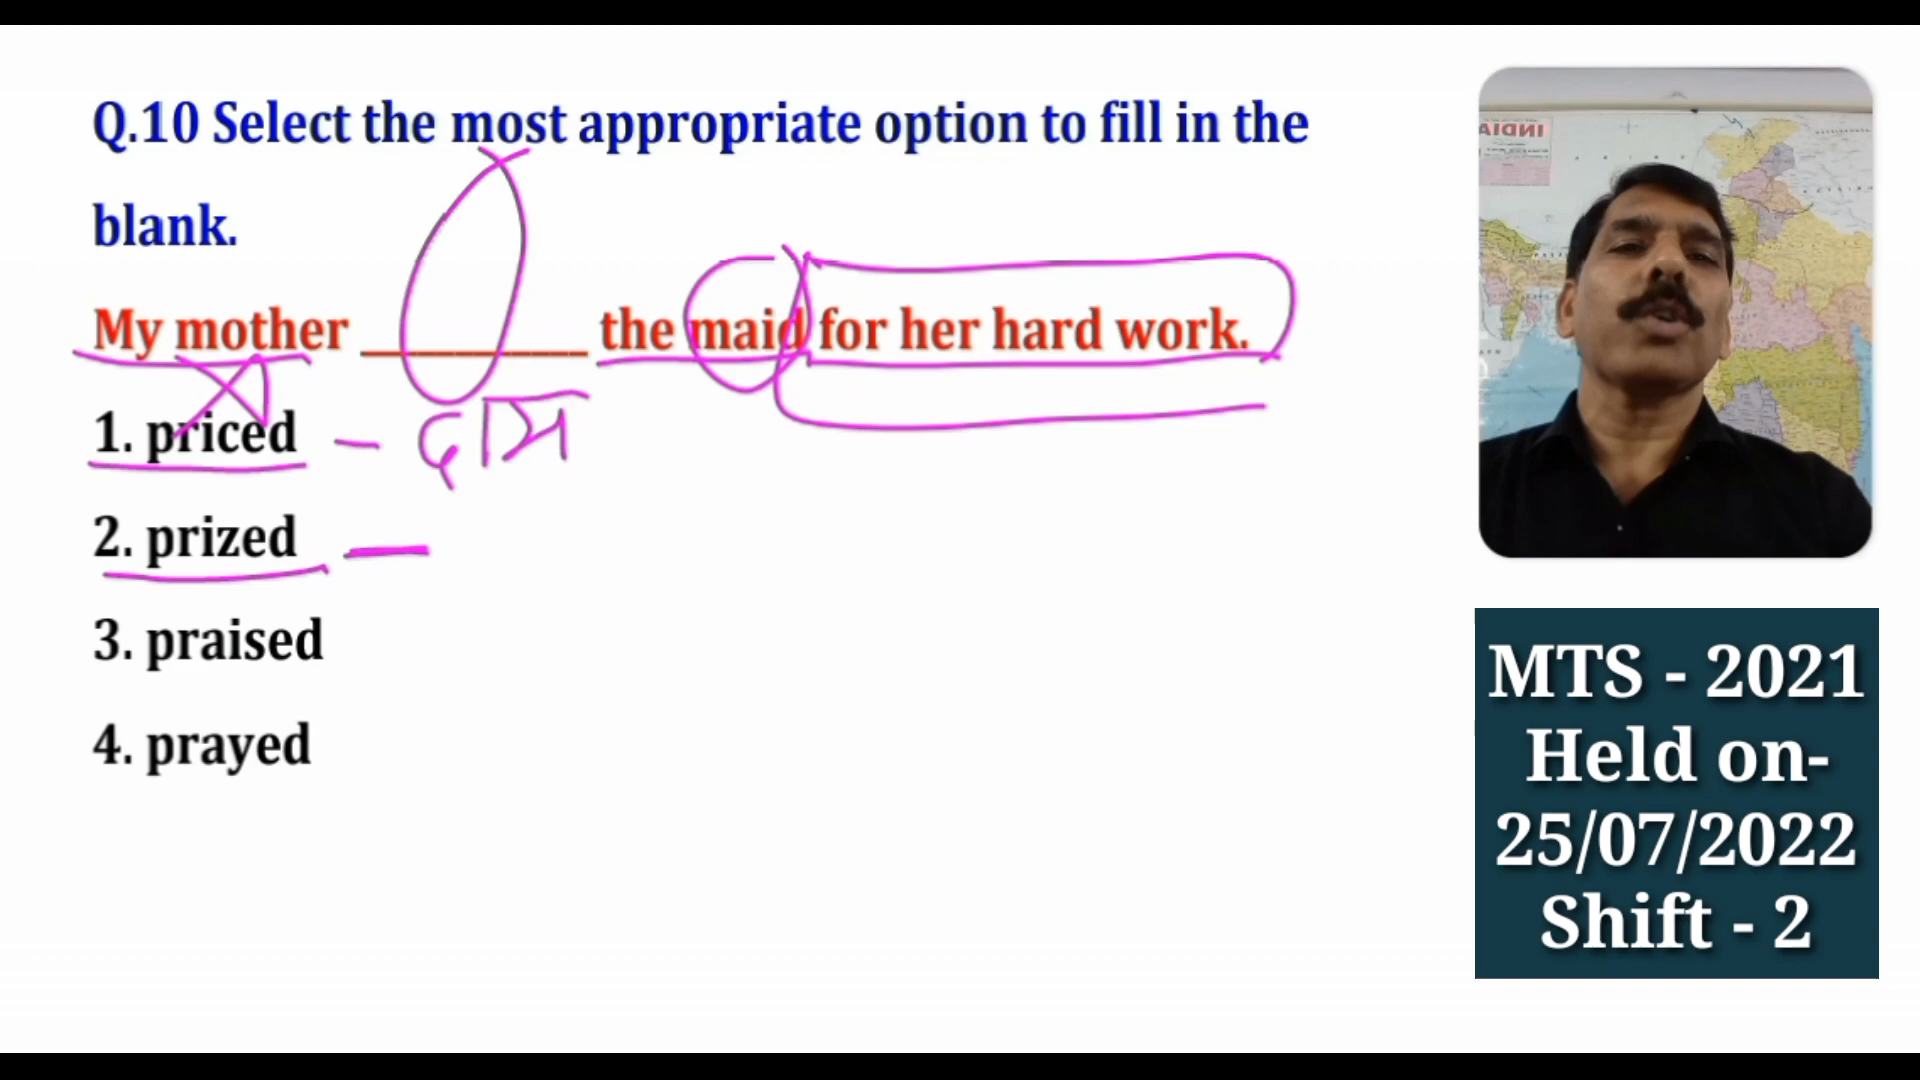 Q.10 Select the most appropriate option to fill in the
blank.
My mother ____________ the maid for her hard work.
1. priced - दाम
2. prized -
3. praised
4. prayed
INDIA
MTS - 2021
Held on-
25/07/2022
Shift - 2